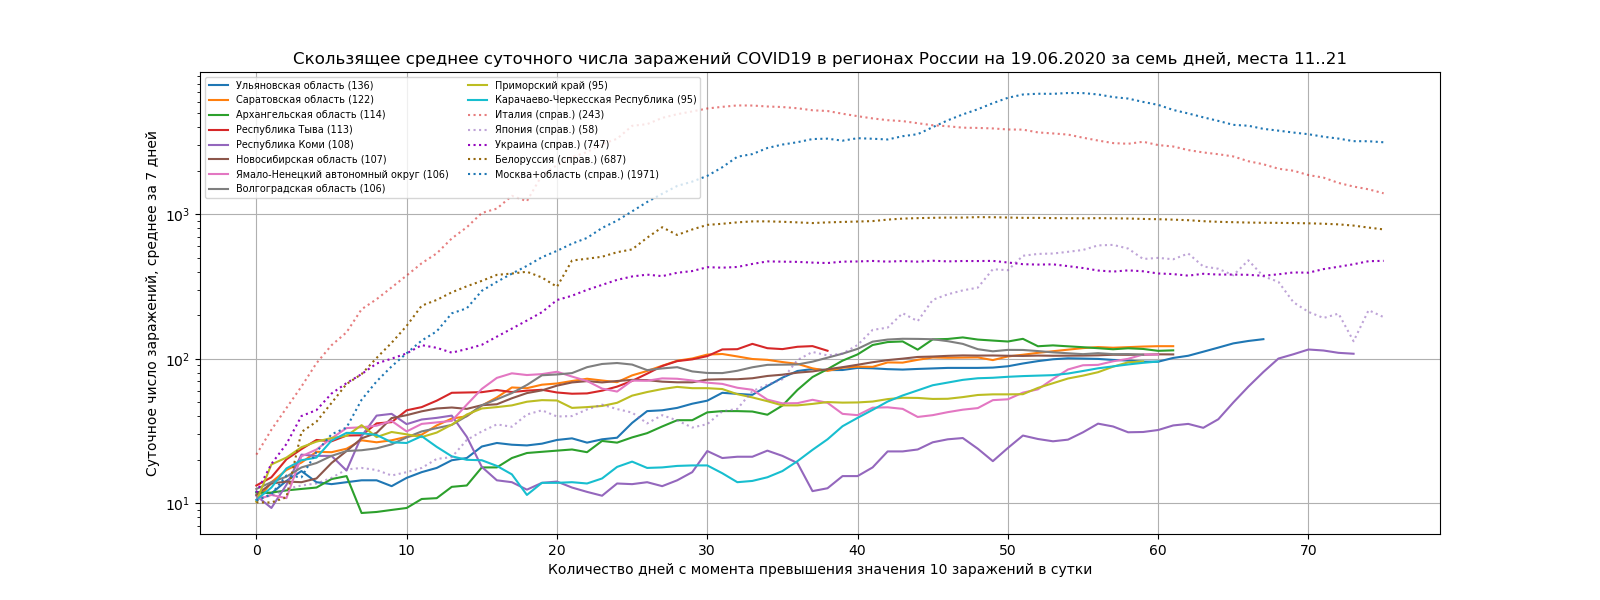 Скользящее среднее суточного числа заражений COVID19 в регионах России на 19.06.2020 за семь дней, места 11..21
Суточное число заражений, среднее за 7 дней
10³
10²
10¹
Ульяновская область (136)
Саратовская область (122)
Архангельская область (114)
Республика Тыва (113)
Республика Коми (108)
Новосибирская область (107)
Ямало-Ненецкий автономный округ (106)
Волгоградская область (106)
Приморский край (95)
Карачаево-Черкесская Республика (95)
Италия (справ.) (243)
Япония (справ.) (58)
Украина (справ.) (747)
Белоруссия (справ.) (687)
Москва+область (справ.) (1971)
0 10 20 30 40 50 60 70
Количество дней с момента превышения значения 10 заражений в сутки